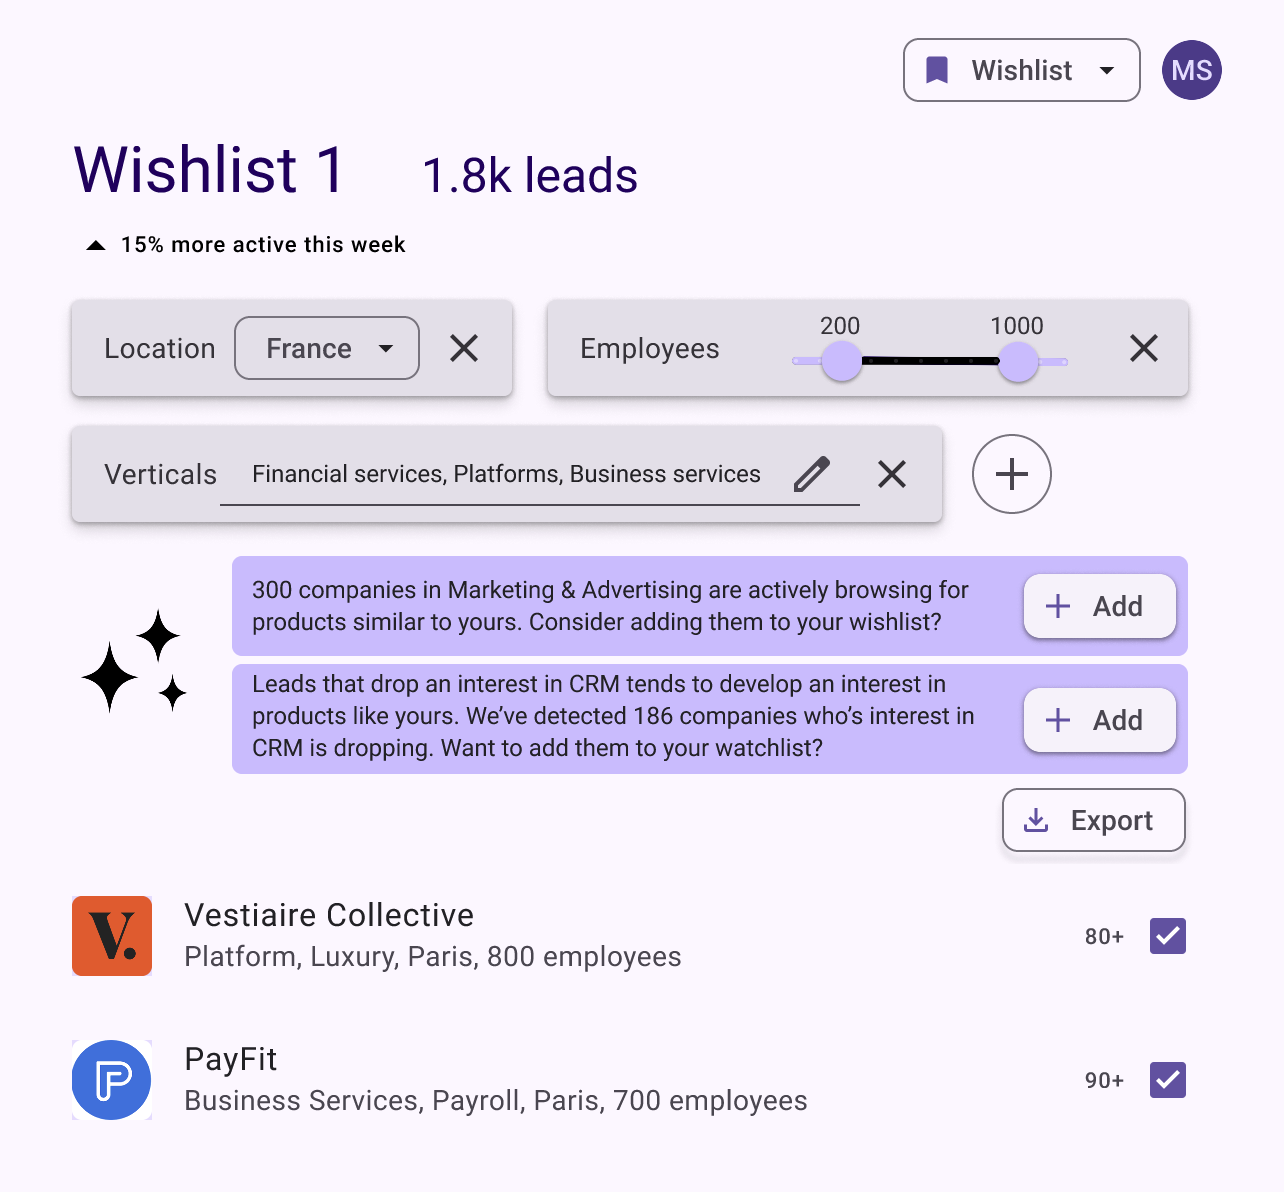 Wishlist
MS
Wishlist 1
1.8k leads
15% more active this week
Location
France
Employees
200
1000
Verticals
Financial services, Platforms, Business services
300 companies in Marketing & Advertising are actively browsing for
products similar to yours. Consider adding them to your wishlist?
Add
Leads that drop an interest in CRM tends to develop an interest in
products like yours. We’ve detected 186 companies who’s interest in
CRM is dropping. Want to add them to your watchlist?
Add
Export
V.
Vestiaire Collective
Platform, Luxury, Paris, 800 employees
80+
P
PayFit
Business Services, Payroll, Paris, 700 employees
90+